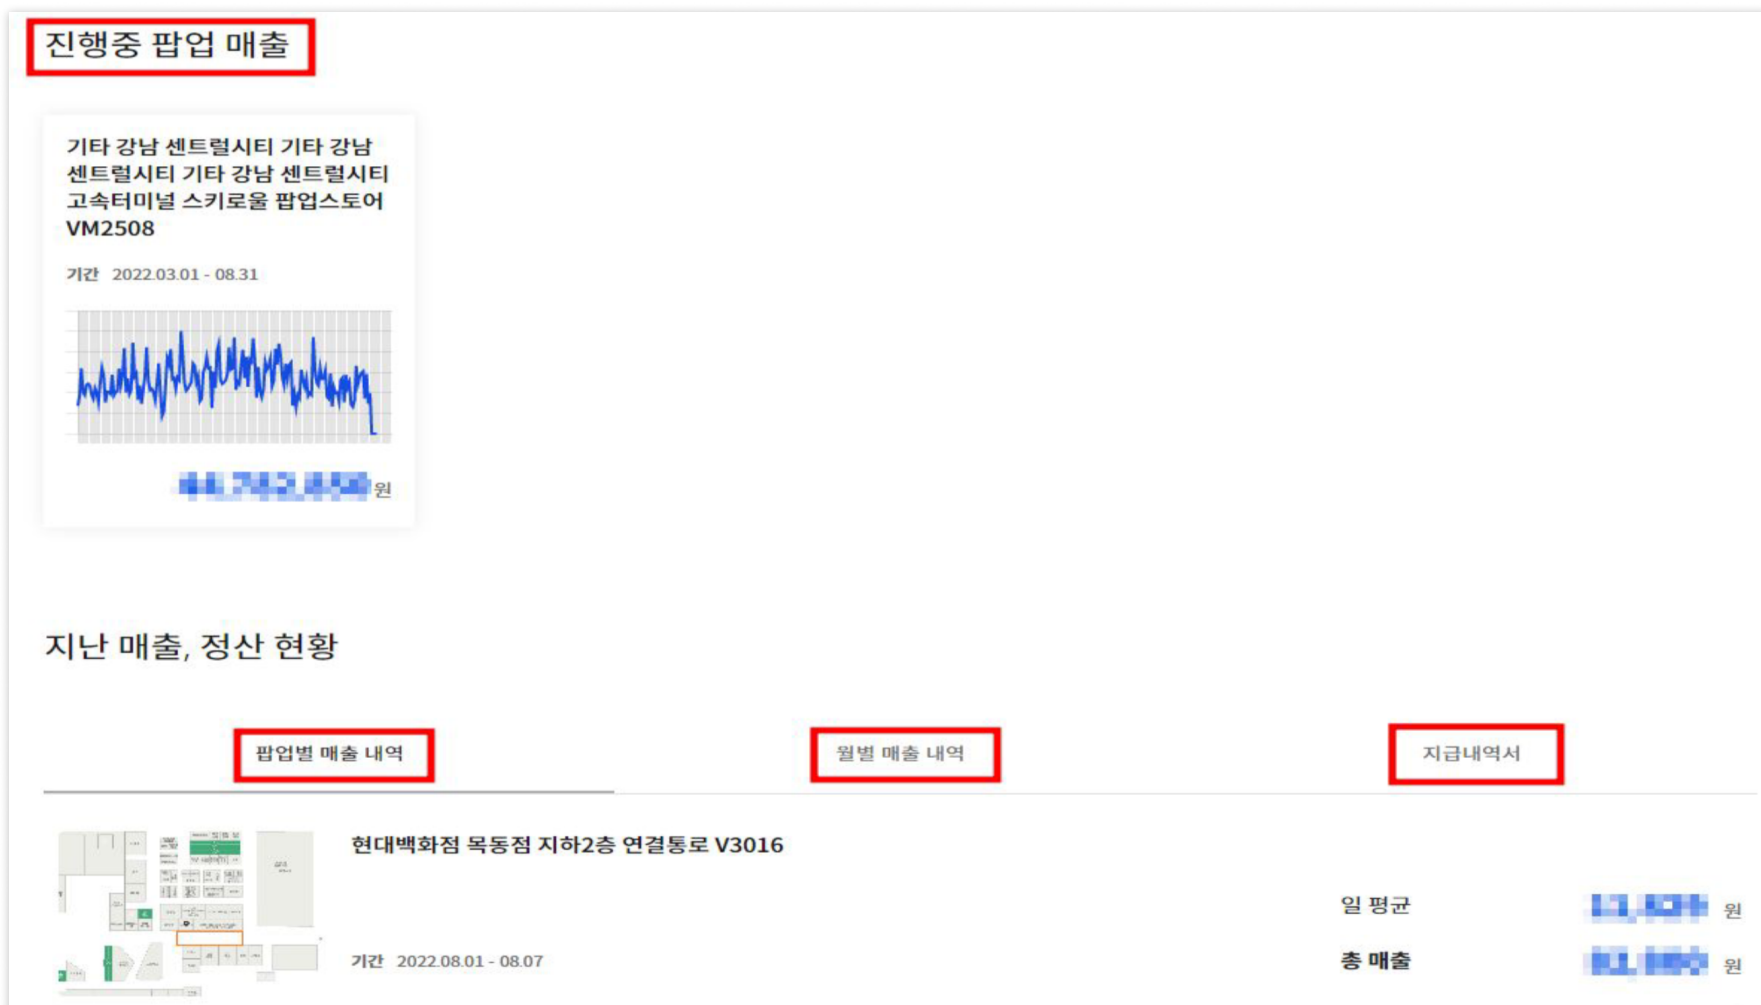 진행중 팝업 매출
기타 강남 센트럴시티 기타 강남
센트럴시티 기타 강남 센트럴시티
고속터미널 스키로울 팝업스토어
VM2508
기간 2022.03.01 - 08.31
원
지난 매출, 정산 현황
팝업별 매출 내역
월별 매출 내역
지급내역서
현대백화점 목동점 지하2층 연결통로 V3016
일 평균
원
기간 2022.08.01 - 08.07
총 매출
원